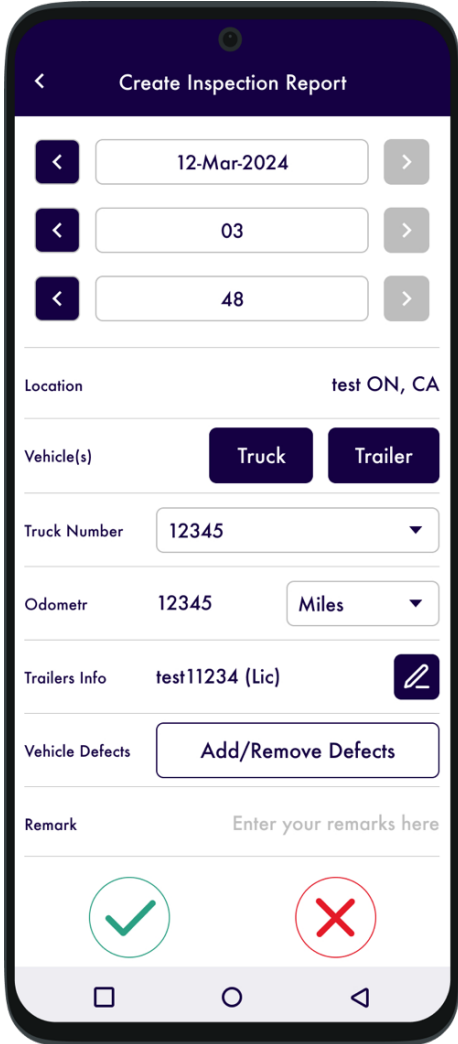 Create Inspection Report
12-Mar-2024
03
48
Location test ON, CA
Vehicle(s) Truck Trailer
Truck Number 12345
Odometr 12345 Miles
Trailers Info test11234 (Lic)
Vehicle Defects Add/Remove Defects
Remark Enter your remarks here